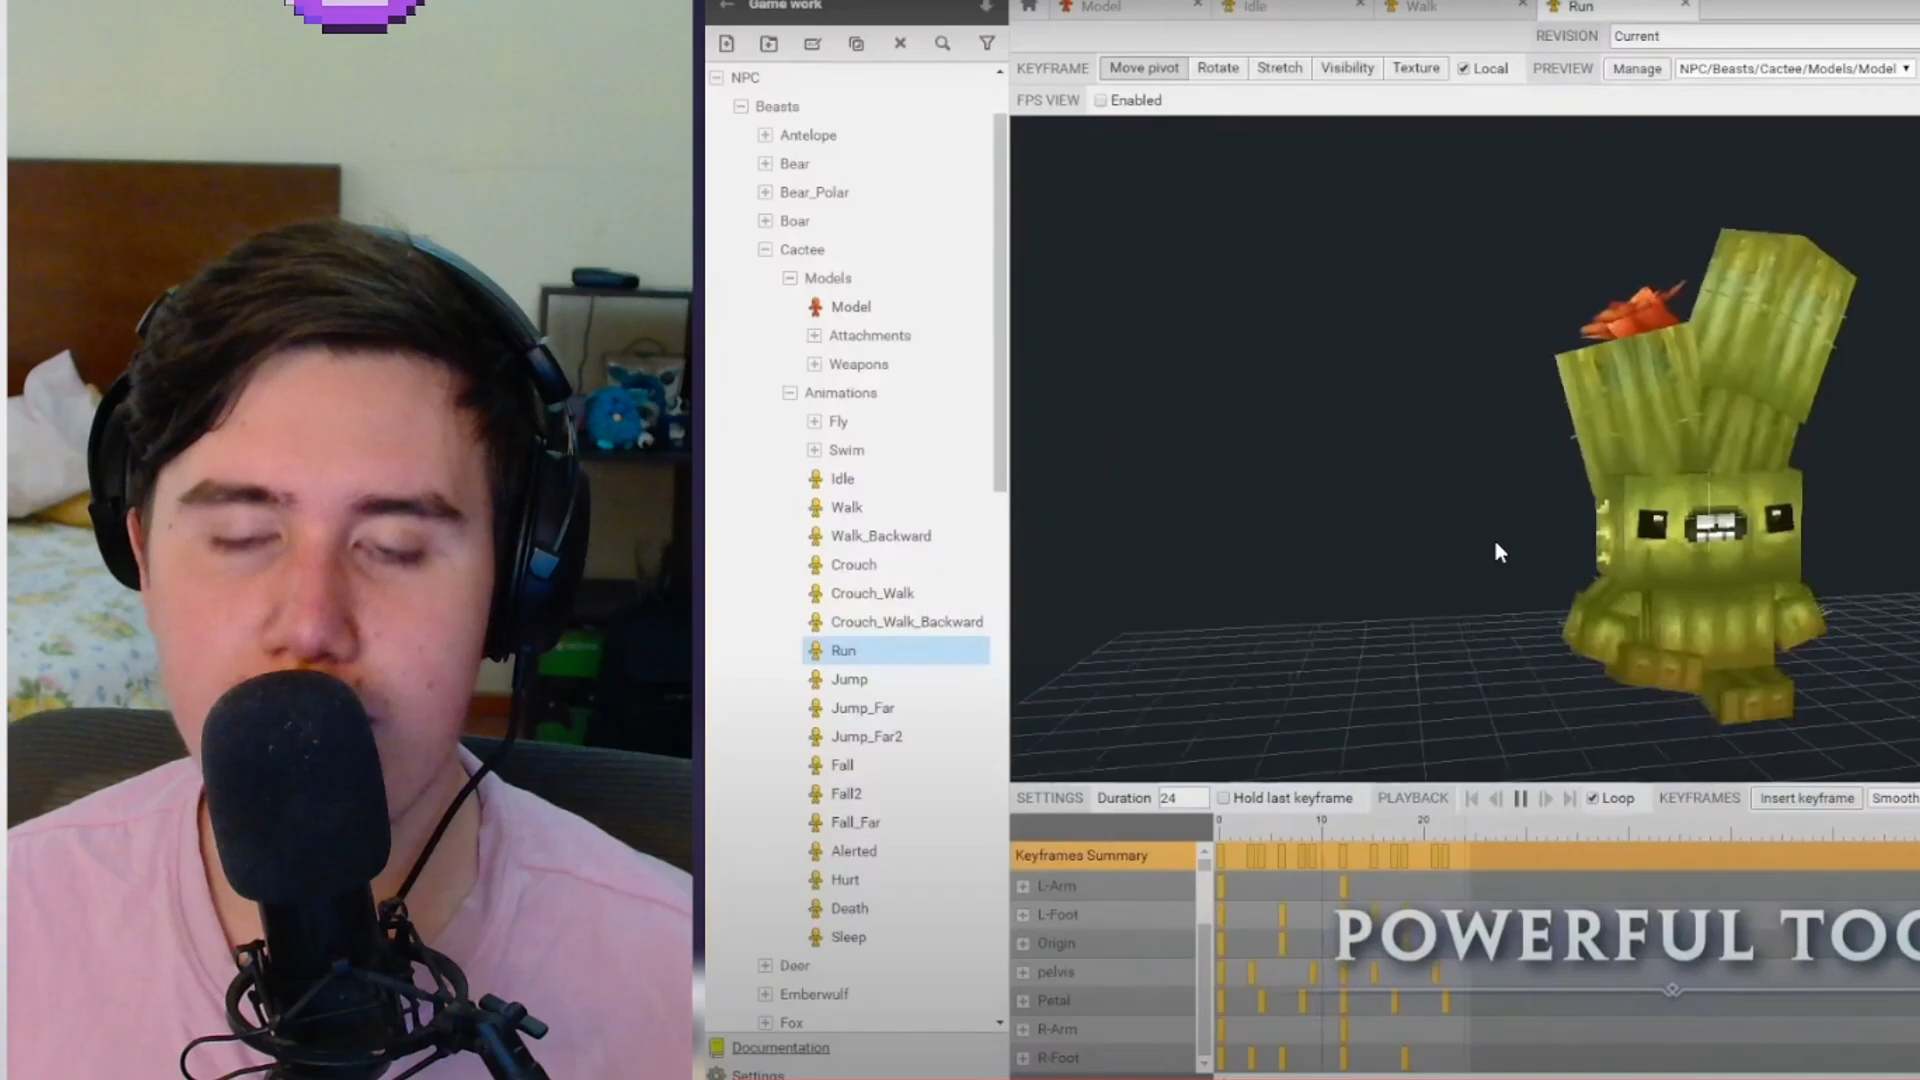 Game work
Model
Idle
Walk
Run
REVISION Current
KEYFRAME Move pivot Rotate Stretch Visibility Texture Local PREVIEW Manage NPC/Beasts/Cactee/Models/Model
FPS VIEW Enabled
NPC
Beasts
Antelope
Bear
Bear_Polar
Boar
Cactee
Models
Model
Attachments
Weapons
Animations
Fly
Swim
Idle
Walk
Walk_Backward
Crouch
Crouch_Walk
Crouch_Walk_Backward
Run
Jump
Jump_Far
Jump_Far2
Fall
Fall2
Fall_Far
Alerted
Hurt
Death
Sleep
Deer
Emberwulf
Fox
Documentation
Settings
SETTINGS Duration 24 Hold last keyframe PLAYBACK Loop KEYFRAMES Insert keyframe Smooth
0 10 20
Keyframes Summary
L-Arm
L-Foot
Origin
pelvis
Petal
R-Arm
R-Foot
POWERFUL TOO